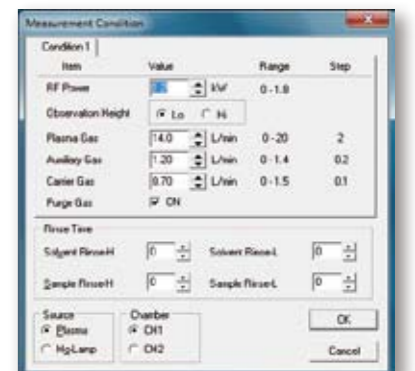 Measurement Condition
Condition 1
Item Value Range Step
RF Power kW 0 - 1.8
Observation Height Lo Hi
Plasma Gas 14.0 L/min 0 - 20 2
Auxiliary Gas 1.20 L/min 0 - 1.4 0.2
Carrier Gas 0.70 L/min 0 - 1.5 0.1
Purge Gas ON
Rinse Time
Solvent Rinse-H 0 Solvent Rinse-L 0
Sample Rinse-H 0 Sample Rinse-L 0
Source Chamber
Plasma CH1 OK
Hg-Lamp CH2 Cancel